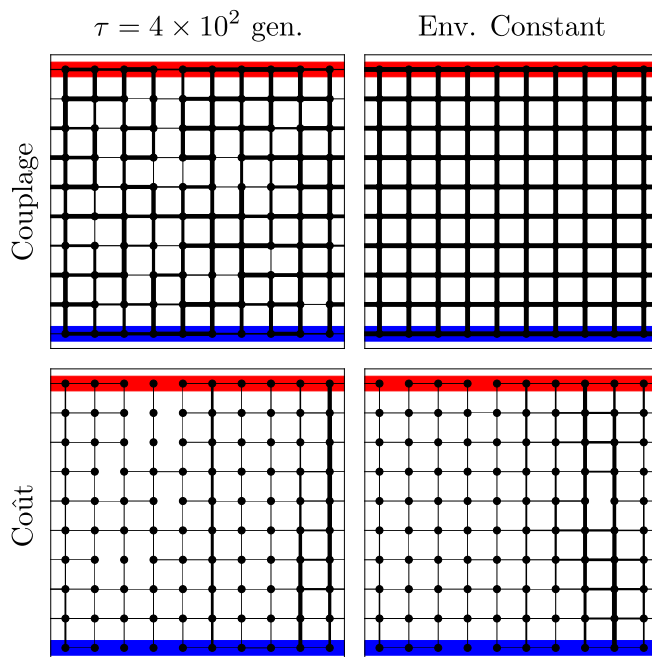 τ = 4 × 10² gen.
Env. Constant
Couplage
Coût